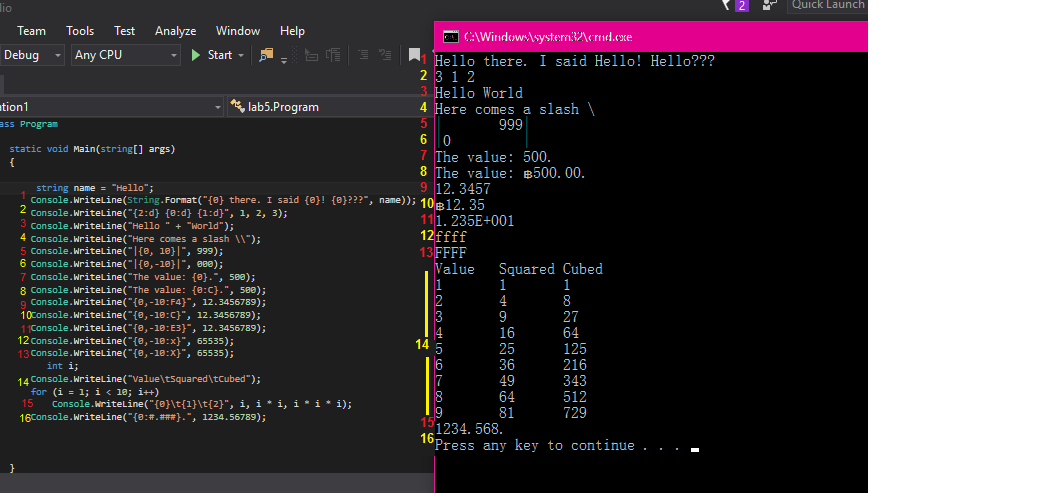 dio
2
Quick Launch
Team Tools Test Analyze Window Help
Debug Any CPU Start
tion1 lab5.Program
ass Program
static void Main(string[] args)
{
string name = "Hello";
1 Console.WriteLine(String.Format("{0} there. I said {0}! {0}???", name));
2 Console.WriteLine("{2:d} {0:d} {1:d}", 1, 2, 3);
3 Console.WriteLine("Hello " + "World");
4 Console.WriteLine("Here comes a slash \\");
5 Console.WriteLine("|{0, 10}|", 999);
6 Console.WriteLine("|{0,-10}|", 000);
7 Console.WriteLine("The value: {0}.", 500);
8 Console.WriteLine("The value: {0:C}.", 500);
9 Console.WriteLine("{0,-10:F4}", 12.3456789);
10 Console.WriteLine("{0,-10:C}", 12.3456789);
11 Console.WriteLine("{0,-10:E3}", 12.3456789);
12 Console.WriteLine("{0,-10:x}", 65535);
13 Console.WriteLine("{0,-10:X}", 65535);
int i;
14 Console.WriteLine("Value\tSquared\tCubed");
for (i = 1; i < 10; i++)
15 Console.WriteLine("{0}\t{1}\t{2}", i, i * i, i * i * i);
16 Console.WriteLine("{0:#.###}.", 1234.56789);
}
C:\Windows\system32\cmd.exe
1 Hello there. I said Hello! Hello???
2 3 1 2
3 Hello World
4 Here comes a slash \
5 | 999|
6 |0 |
7 The value: 500.
8 The value: ฿500.00.
9 12.3457
10 ฿12.35
11 1.235E+001
12 ffff
13 FFFF
Value Squared Cubed
1 1 1
2 4 8
3 9 27
4 16 64
14
5 25 125
6 36 216
7 49 343
8 64 512
9 81 729
15 1234.568.
16 Press any key to continue . . .